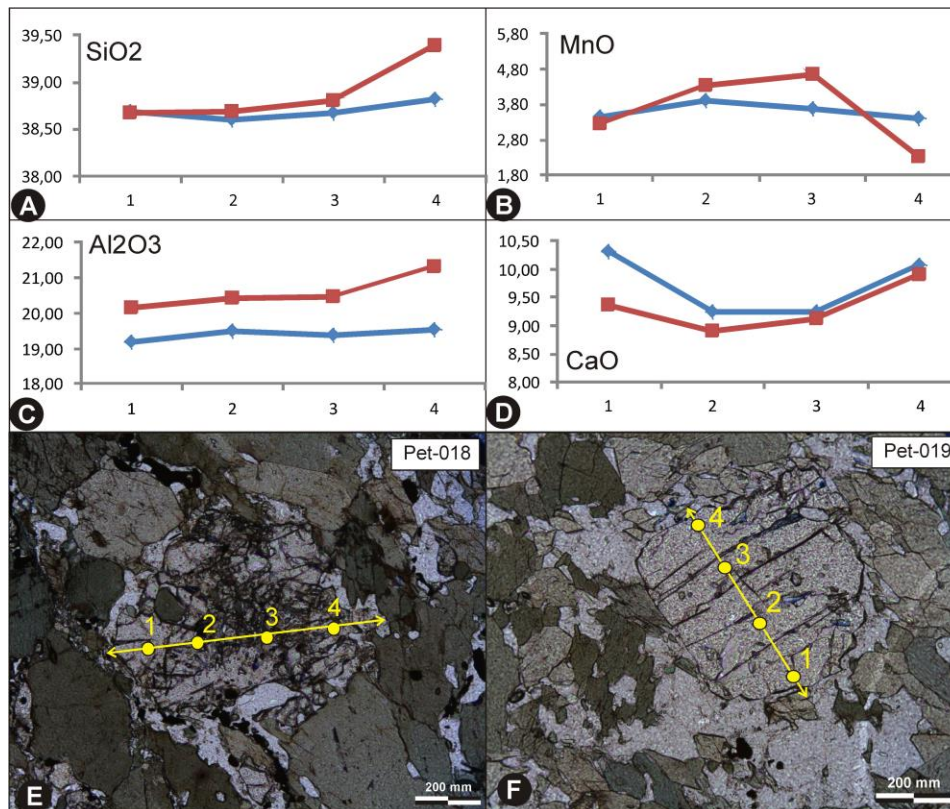 39,50
39,00
38,50
38,00
SiO2
1 2 3 4
A
5,80
4,80
3,80
2,80
1,80
MnO
1 2 3 4
B
22,00
21,00
20,00
19,00
18,00
Al2O3
1 2 3 4
C
10,50
10,00
9,50
9,00
8,50
8,00
CaO
1 2 3 4
D
Pet-018
1 2 3 4
E
200 mm
Pet-019
4
3
2
1
F
200 mm